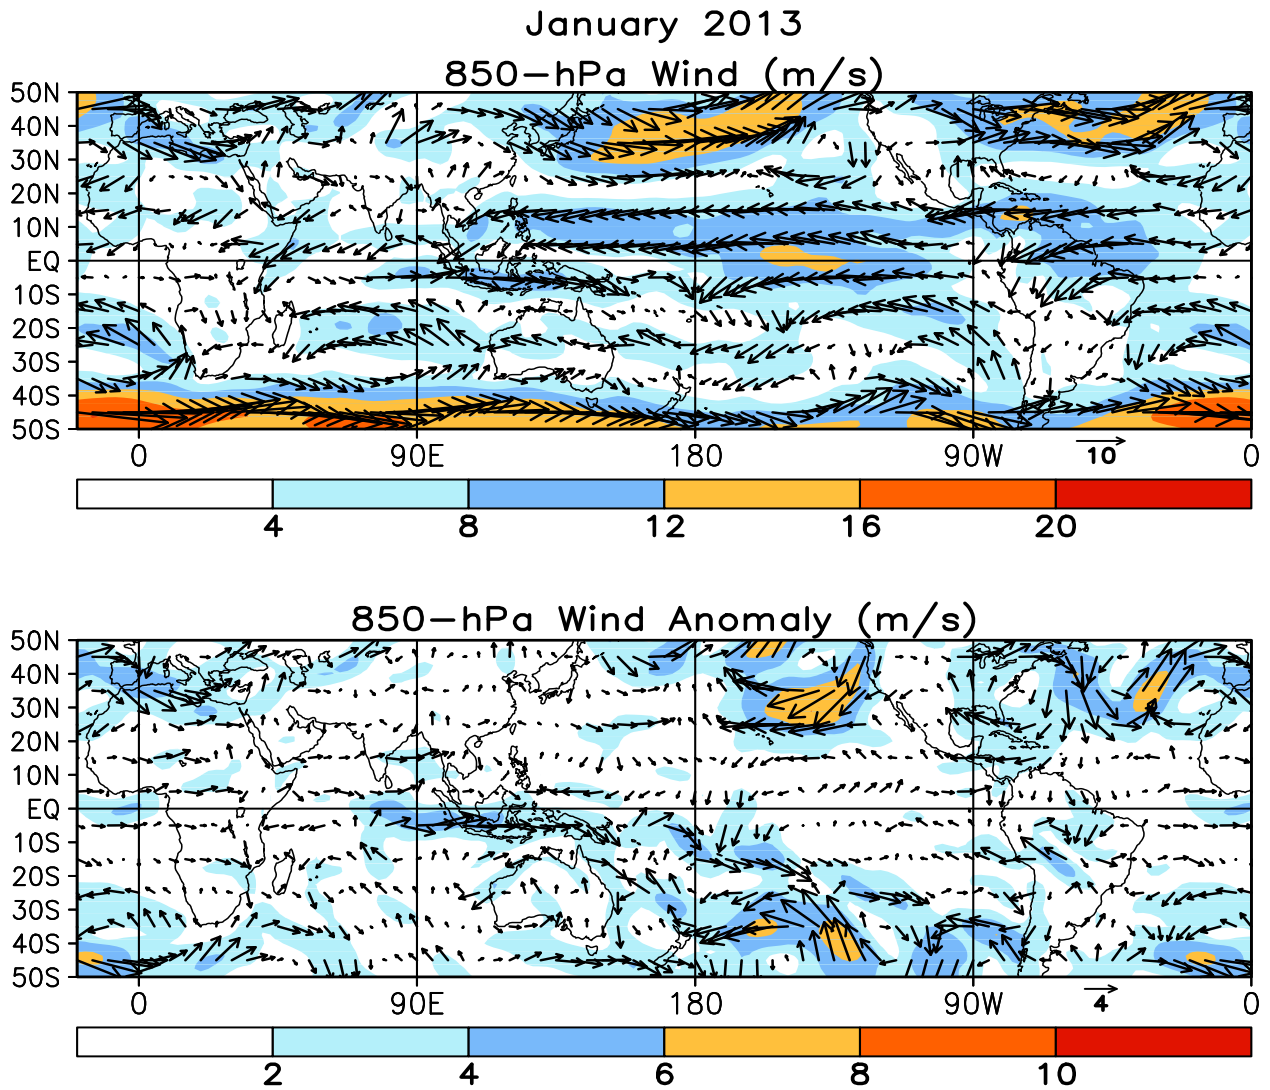 January 2013
850-hPa Wind (m/s)
50N
40N
30N
20N
10N
EQ
10S
20S
30S
40S
50S
0 90E 180 90W 0
10
4 8 12 16 20
850-hPa Wind Anomaly (m/s)
50N
40N
30N
20N
10N
EQ
10S
20S
30S
40S
50S
0 90E 180 90W 0
4
2 4 6 8 10